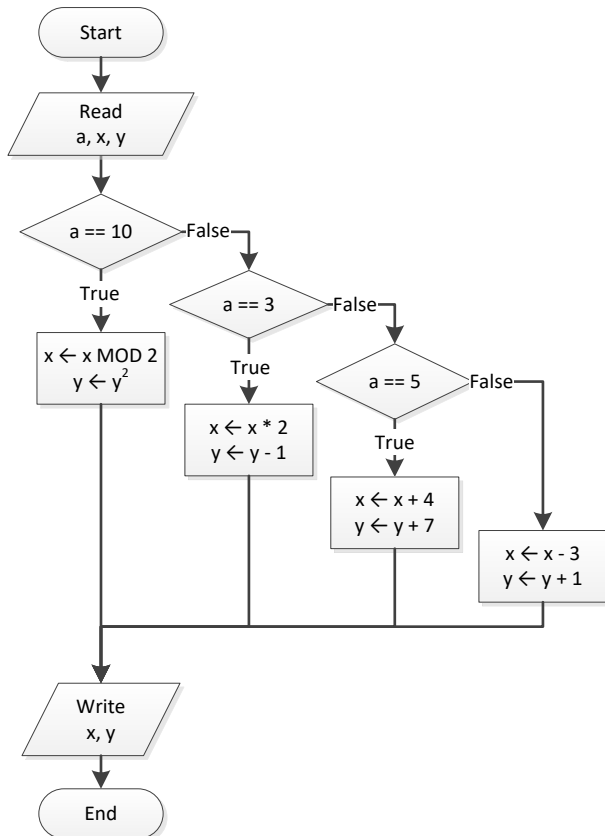 Start
Read
a, x, y
a == 10
False
True
a == 3
False
True
x ← x MOD 2
y ← y²
a == 5
False
True
x ← x * 2
y ← y - 1
x ← x + 4
y ← y + 7
x ← x - 3
y ← y + 1
Write
x, y
End